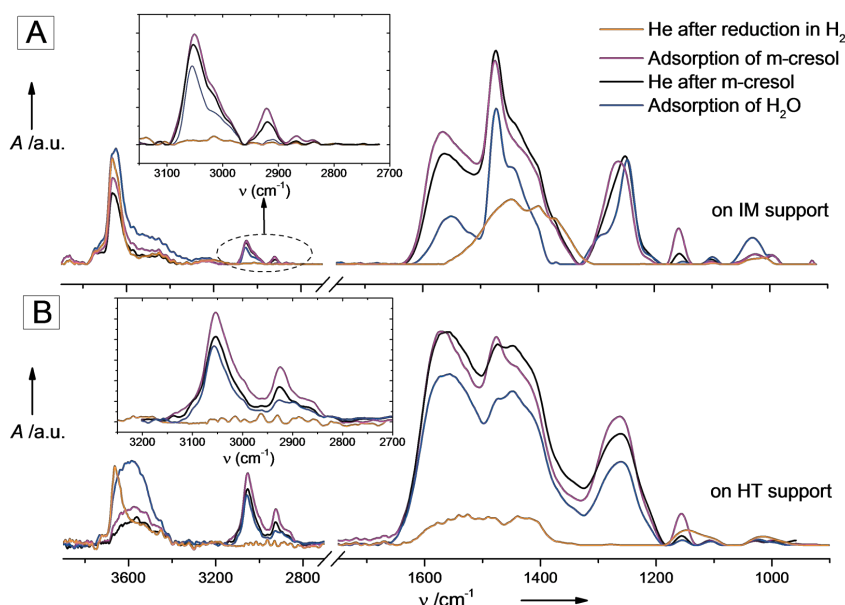 A
A /a.u.
3000 2900 2800 2700
3100
ν (cm⁻¹)
He after reduction in H₂
Adsorption of m-cresol
He after m-cresol
Adsorption of H₂O
on IM support
B
A /a.u.
3200 3100 3000 2900 2800 2700
ν (cm⁻¹)
on HT support
3600 3200 2800 1600 1400 1200 1000
ν /cm⁻¹